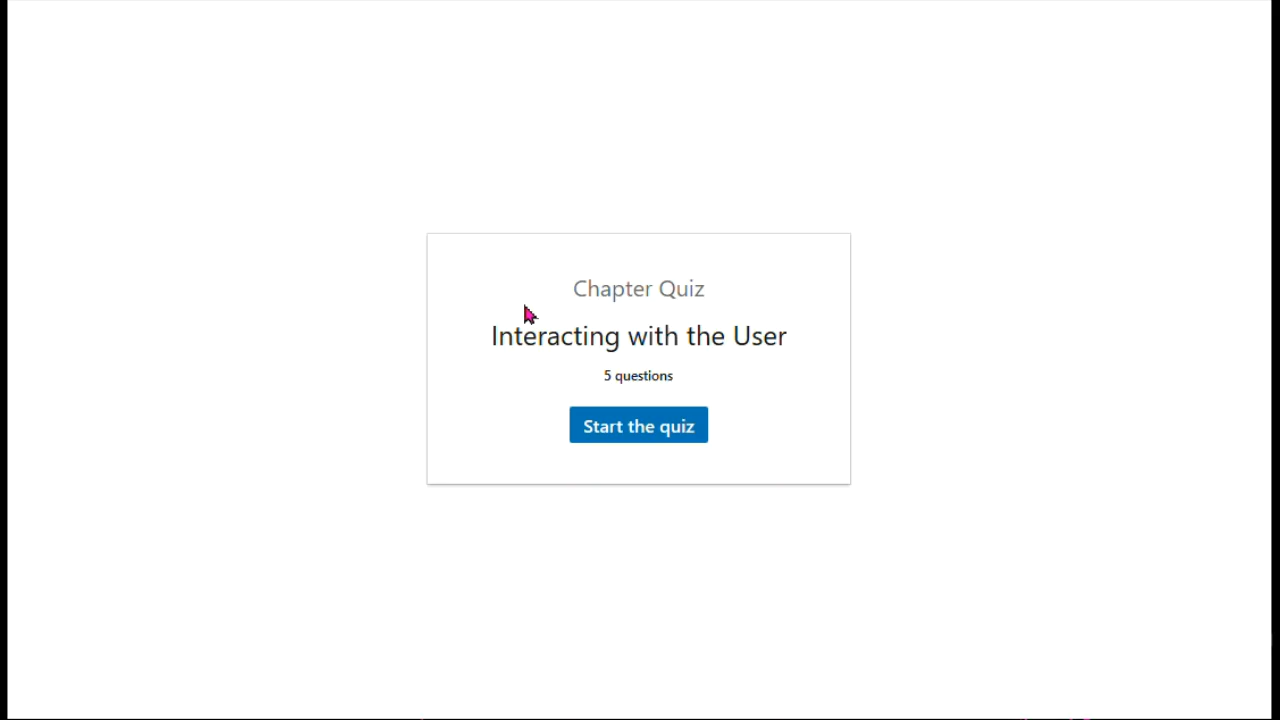 Chapter Quiz
Interacting with the User
5 questions
Start the quiz